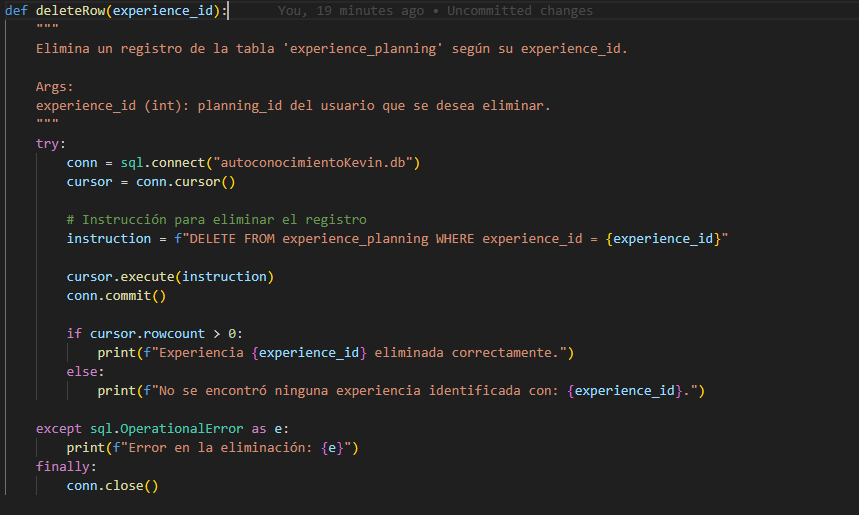 def deleteRow(experience_id): You, 19 minutes ago • Uncommitted changes
"""
Elimina un registro de la tabla 'experience_planning' según su experience_id.
Args:
experience_id (int): planning_id del usuario que se desea eliminar.
"""
try:
conn = sql.connect("autoconocimientoKevin.db")
cursor = conn.cursor()
# Instrucción para eliminar el registro
instruction = f"DELETE FROM experience_planning WHERE experience_id = {experience_id}"
cursor.execute(instruction)
conn.commit()
if cursor.rowcount > 0:
print(f"Experiencia {experience_id} eliminada correctamente.")
else:
print(f"No se encontró ninguna experiencia identificada con: {experience_id}.")
except sql.OperationalError as e:
print(f"Error en la eliminación: {e}")
finally:
conn.close()